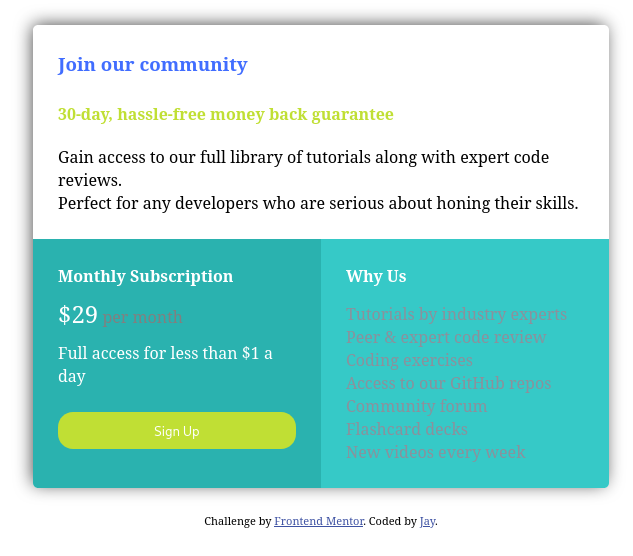 Join our community
30-day, hassle-free money back guarantee
Gain access to our full library of tutorials along with expert code
reviews.
Perfect for any developers who are serious about honing their skills.
Monthly Subscription
$29 per month
Full access for less than $1 a
day
Sign Up
Why Us
Tutorials by industry experts
Peer & expert code review
Coding exercises
Access to our GitHub repos
Community forum
Flashcard decks
New videos every week
Challenge by Frontend Mentor. Coded by Jay.